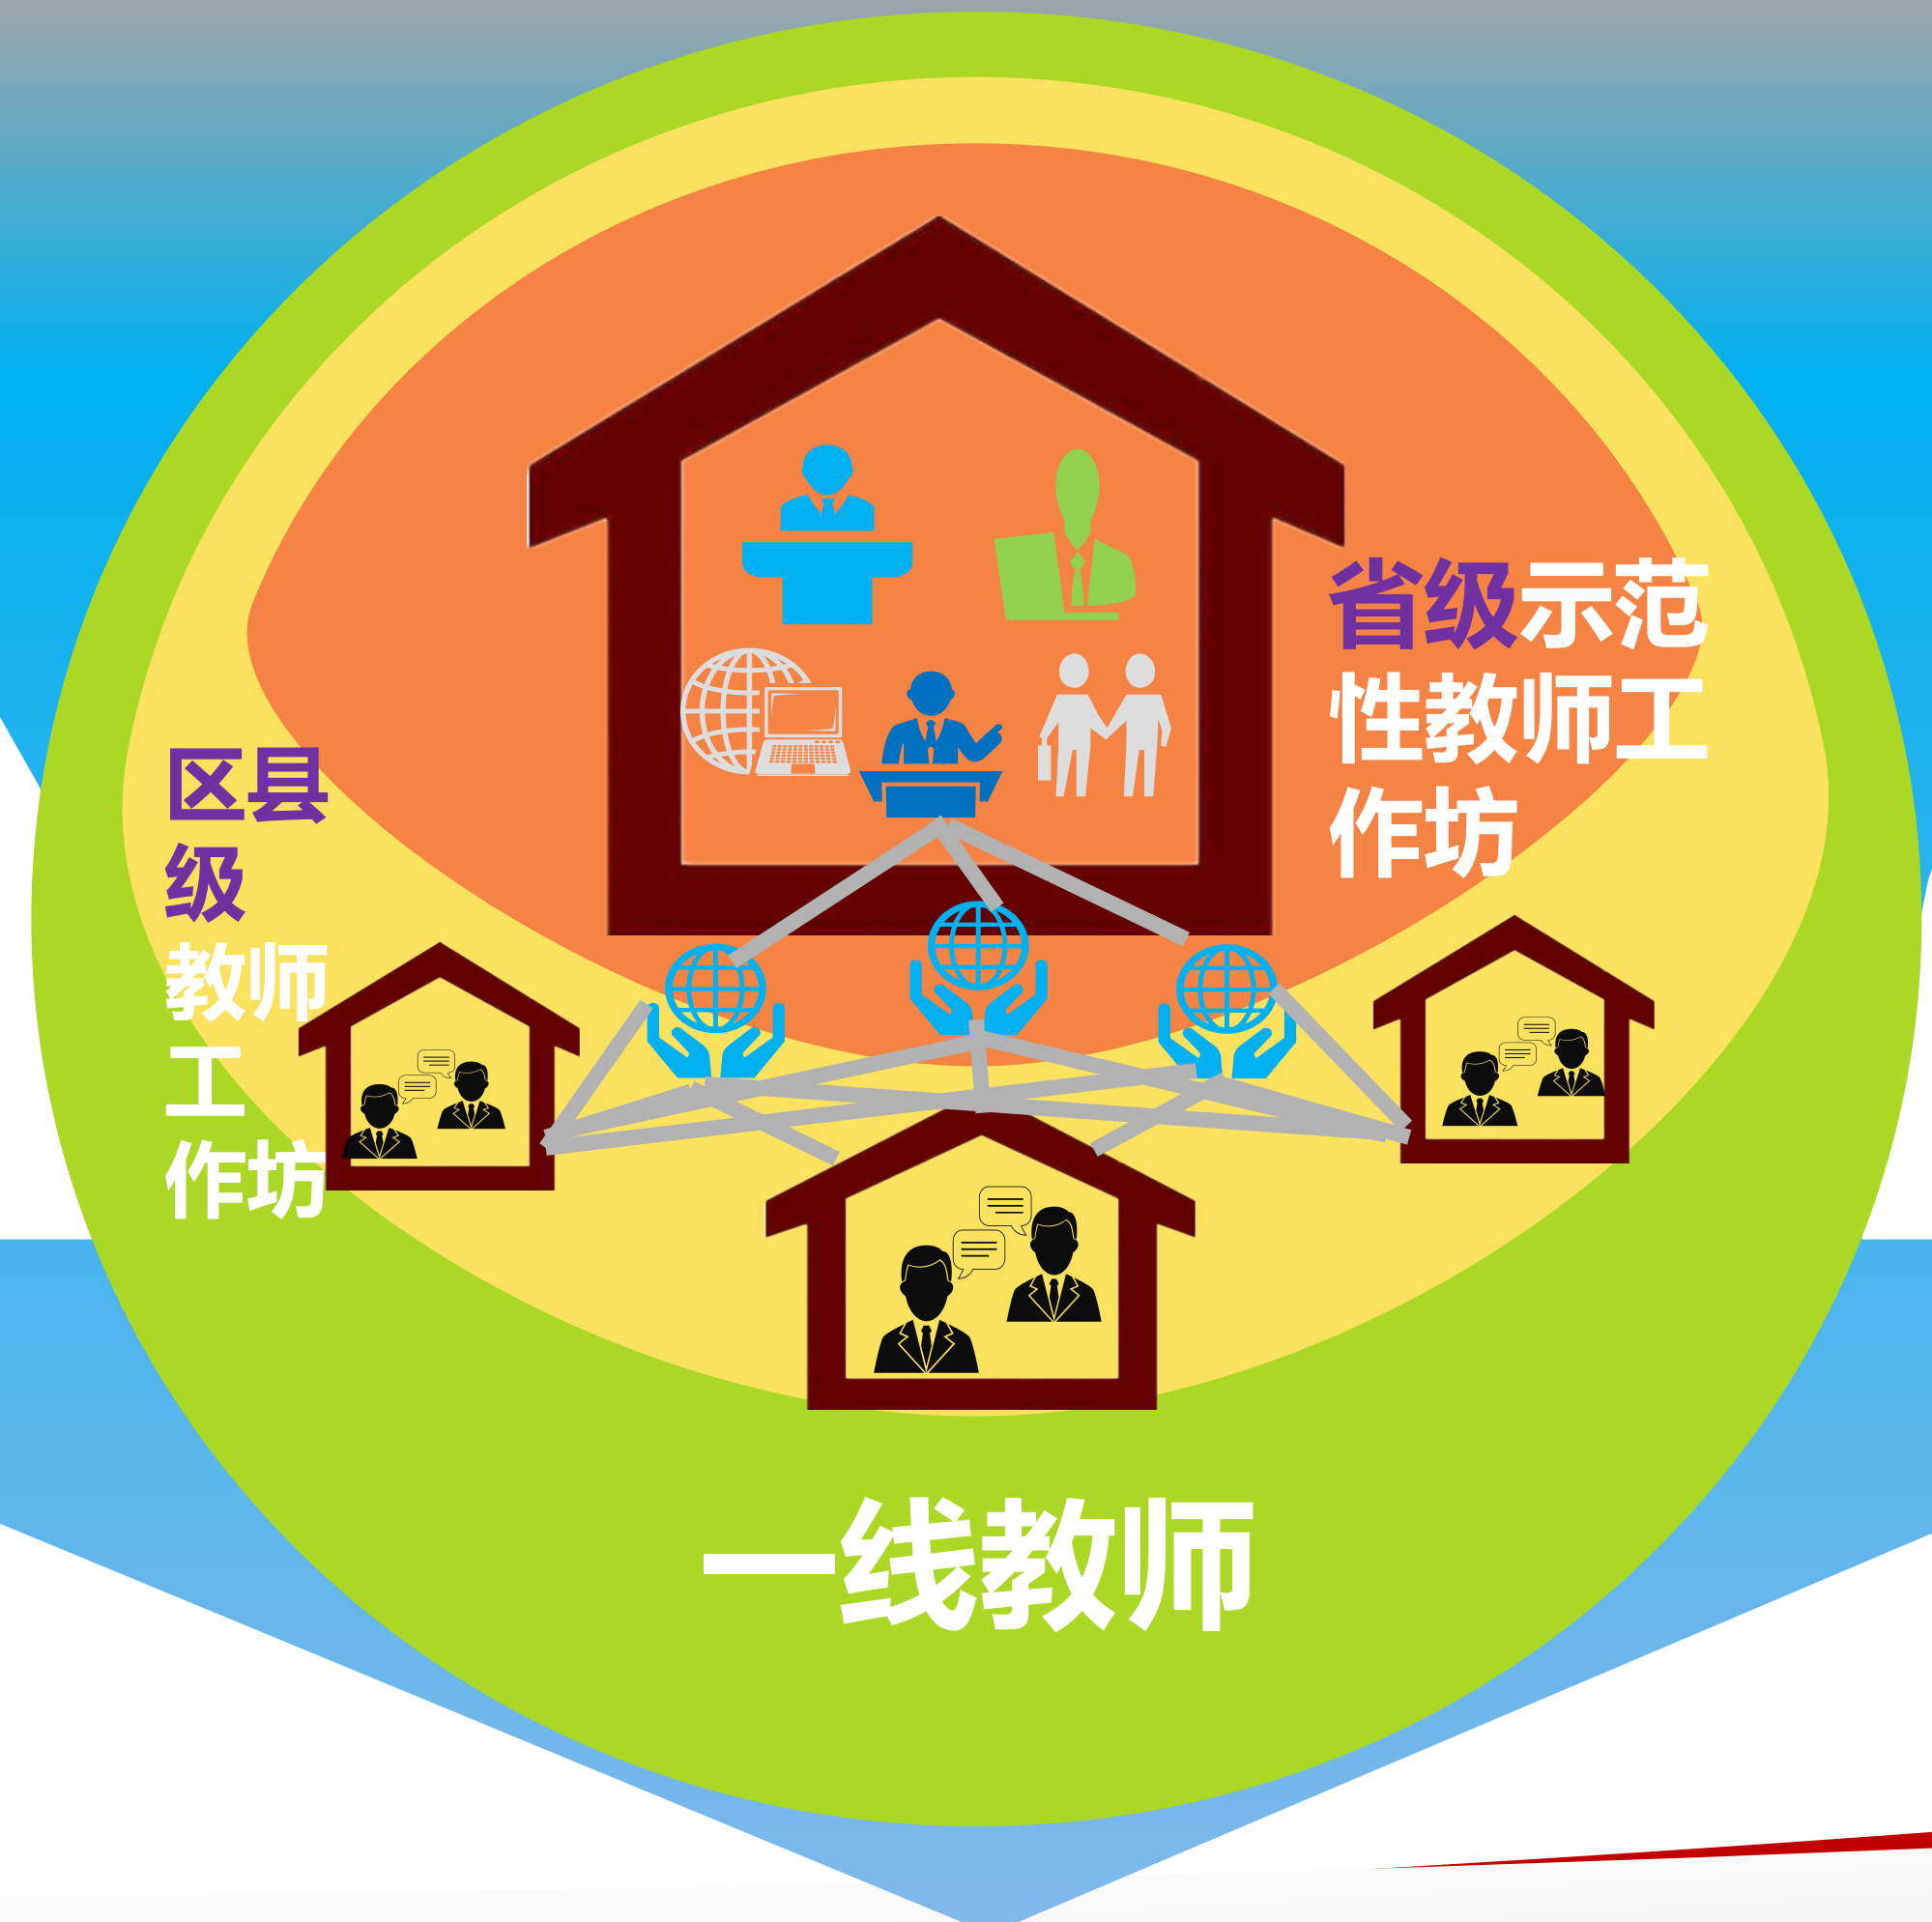 省级示范
性教师工
作坊
区县
级
教师
工
作坊
一线教师